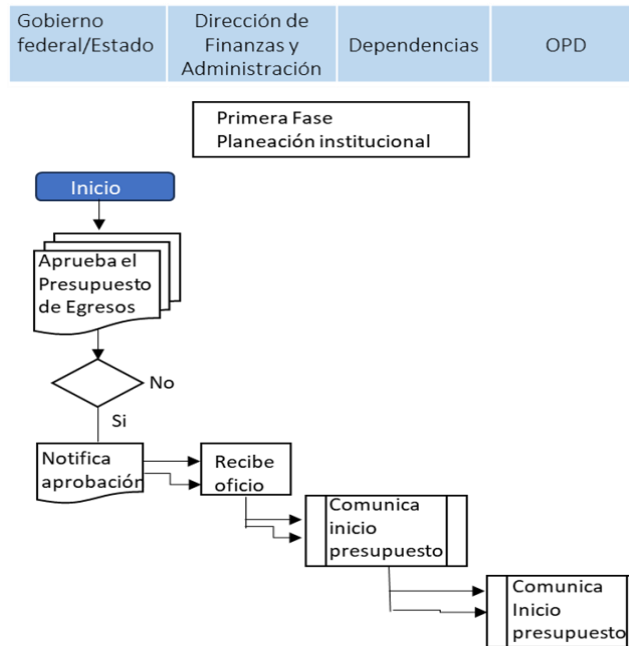 Gobierno
federal/Estado
Dirección de
Finanzas y
Administración
Dependencias
OPD
Primera Fase
Planeación institucional
Inicio
Aprueba el
Presupuesto
de Egresos
No
Si
Notifica
aprobación
Recibe
oficio
Comunica
inicio
presupuesto
Comunica
Inicio
presupuesto